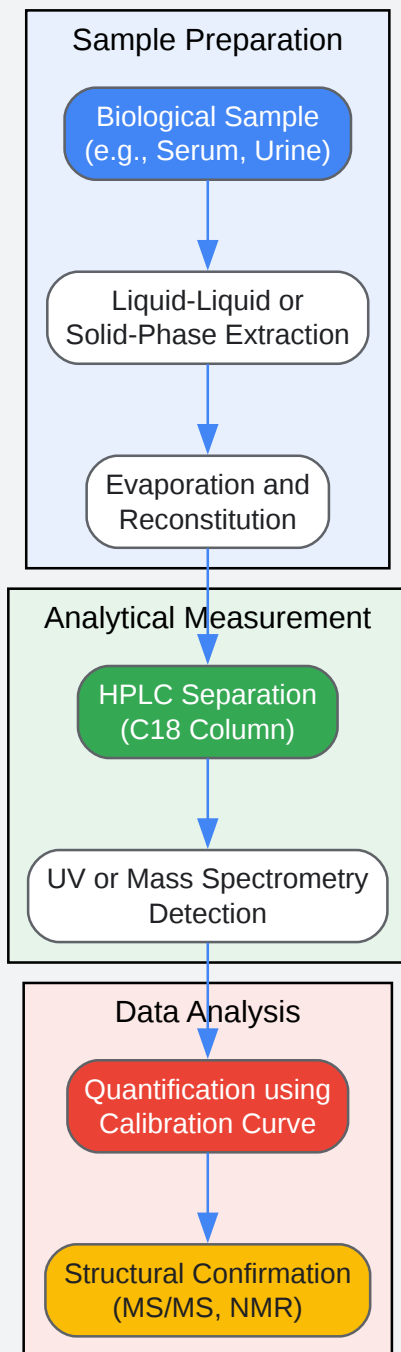 Sample Preparation
Biological Sample
(e.g., Serum, Urine)
Liquid-Liquid or
Solid-Phase Extraction
Evaporation and
Reconstitution
Analytical Measurement
HPLC Separation
(C18 Column)
UV or Mass Spectrometry
Detection
Data Analysis
Quantification using
Calibration Curve
Structural Confirmation
(MS/MS, NMR)